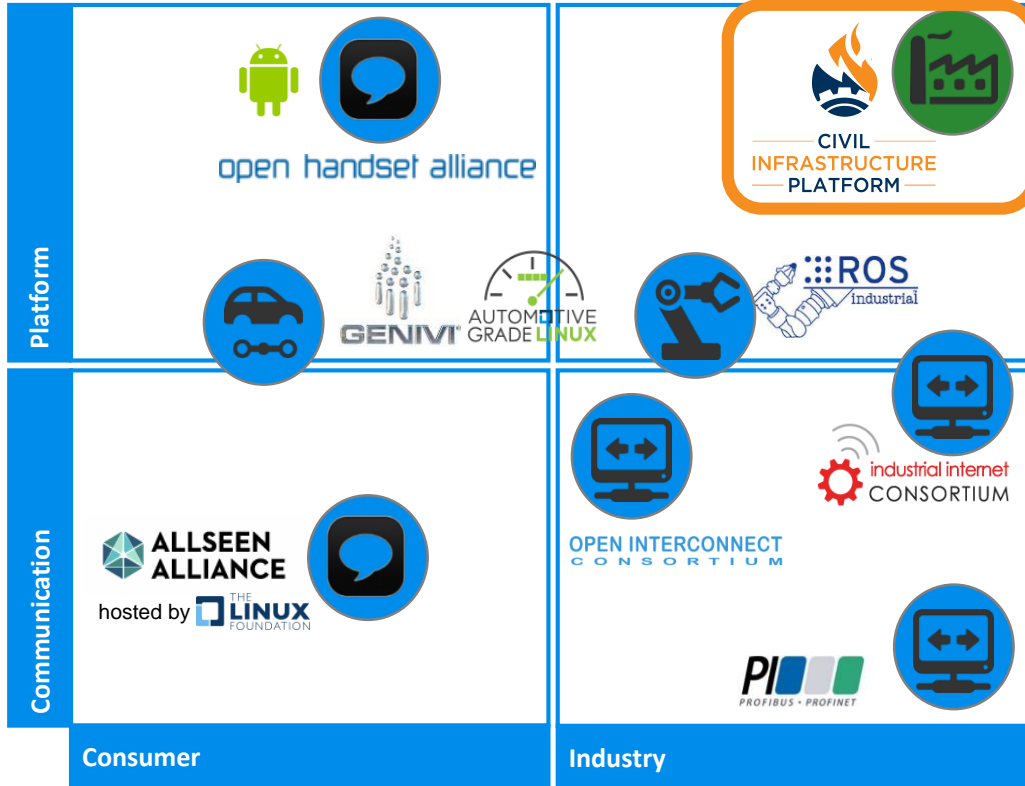 Platform
open handset alliance
CIVIL
INFRASTRUCTURE
PLATFORM
GENIVI®
AUTOMOTIVE
GRADE LINUX
ROS
industrial
Communication
ALLSEEN
ALLIANCE
hosted by THE
LINUX
FOUNDATION
OPEN INTERCONNECT
CONSORTIUM
industrial internet
CONSORTIUM
PI
PROFIBUS • PROFINET
Consumer
Industry